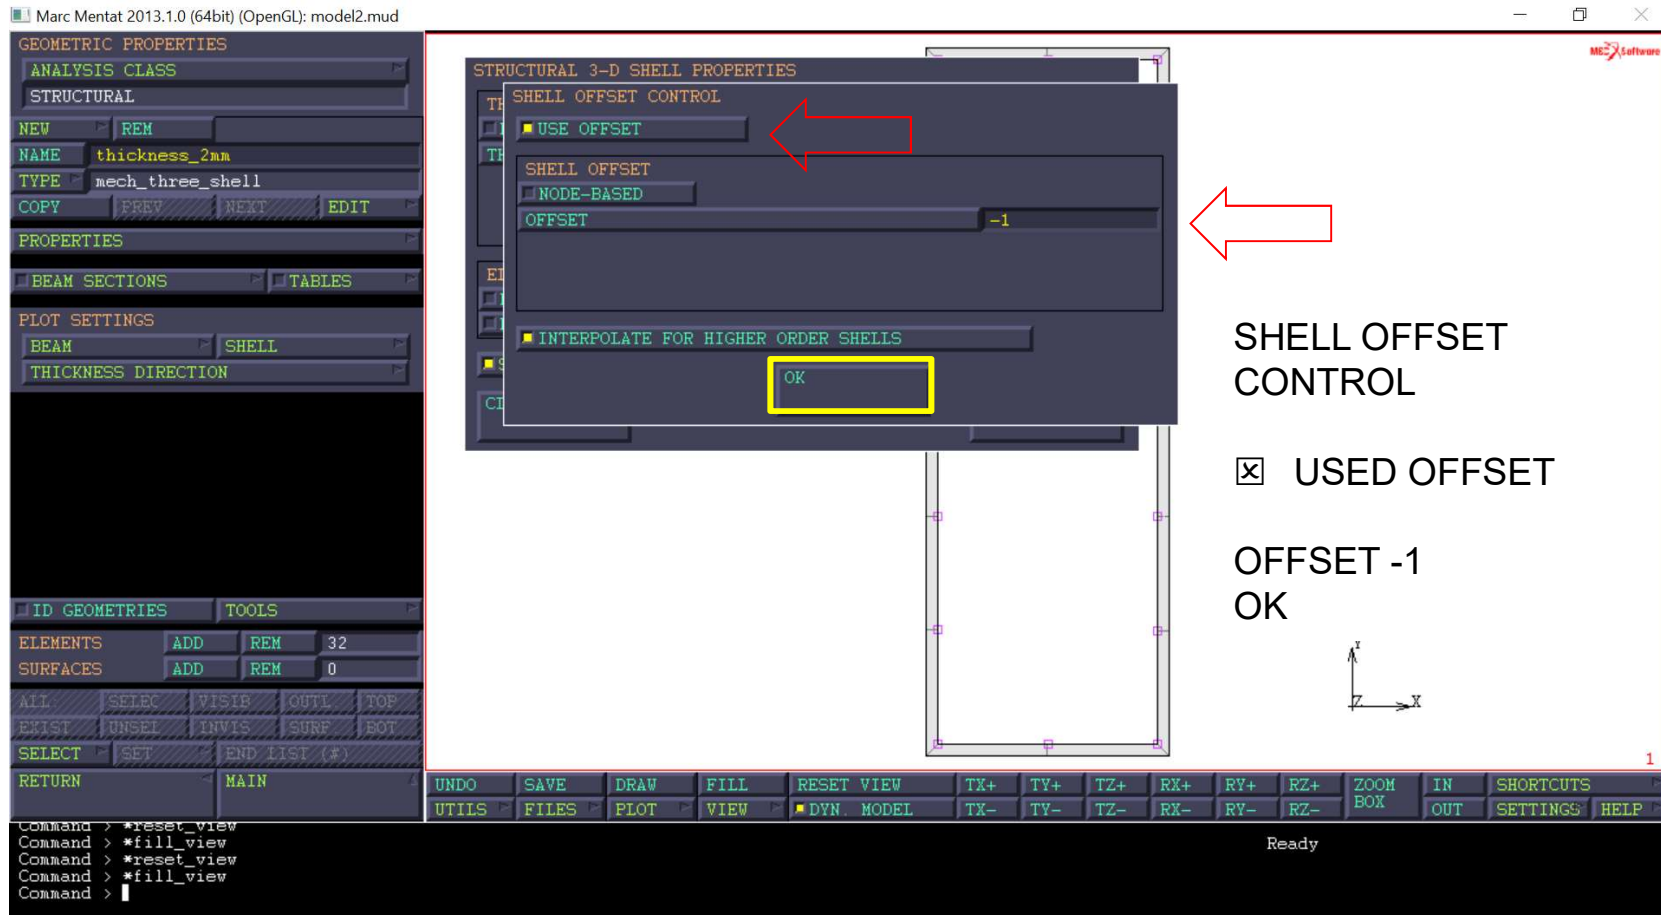 Marc Mentat 2013.1.0 (64bit) (OpenGL): model2.mud
GEOMETRIC PROPERTIES
ANALYSIS CLASS
STRUCTURAL
NEW REM
NAME thickness_2mm
TYPE mech_three_shell
COPY PREV NEXT EDIT
PROPERTIES
BEAM SECTIONS TABLES
PLOT SETTINGS
BEAM SHELL
THICKNESS DIRECTION
ID GEOMETRIES TOOLS
ELEMENTS ADD REM 32
SURFACES ADD REM 0
ALL SELEC VISIB OUTL TOP
EXIST UNSEL INVIS SURF BOT
SELECT SET END LIST (#)
RETURN MAIN
STRUCTURAL 3-D SHELL PROPERTIES
SHELL OFFSET CONTROL
USE OFFSET
SHELL OFFSET
NODE-BASED
OFFSET -1
INTERPOLATE FOR HIGHER ORDER SHELLS
OK
MSC Software
SHELL OFFSET
CONTROL
USED OFFSET
OFFSET -1
OK
Y
Z X
1
UNDO SAVE DRAW FILL RESET VIEW TX+ TY+ TZ+ RX+ RY+ RZ+ ZOOM BOX IN SHORTCUTS
UTILS FILES PLOT VIEW DYN. MODEL TX- TY- TZ- RX- RY- RZ- OUT SETTINGS HELP
Command > *reset_view
Command > *fill_view
Command > *reset_view
Command > *fill_view
Command >
Ready